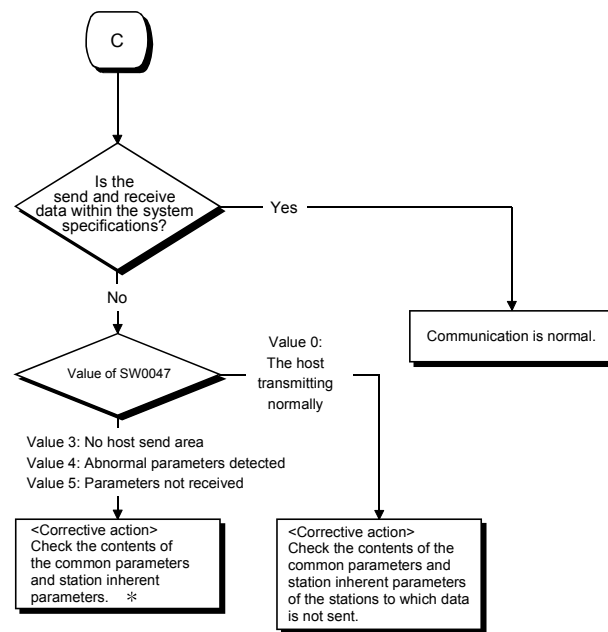 C
Is the
send and receive
data within the system
specifications?
Yes
No
Communication is normal.
Value of SW0047
Value 0:
The host
transmitting
normally
Value 3: No host send area
Value 4: Abnormal parameters detected
Value 5: Parameters not received
<Corrective action>
Check the contents of
the common parameters
and station inherent
parameters. *
<Corrective action>
Check the contents of the
common parameters and
station inherent parameters
of the stations to which data
is not sent.